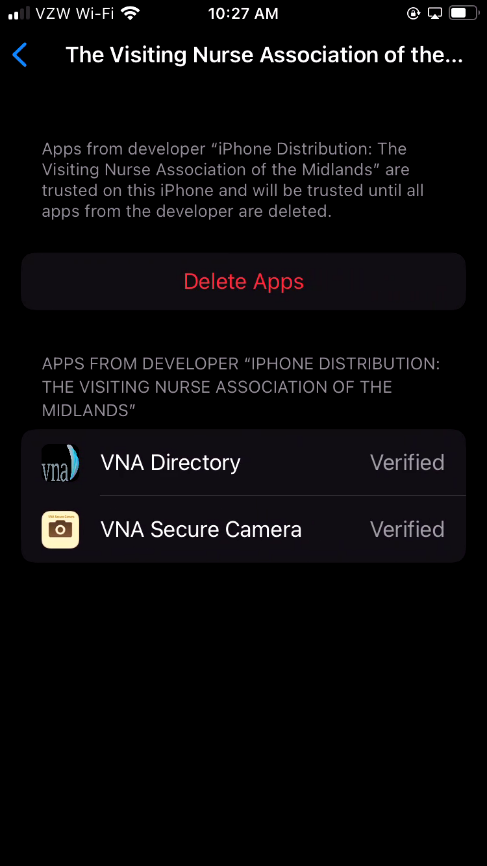 VZW Wi-Fi 10:27 AM
The Visiting Nurse Association of the...
Apps from developer “iPhone Distribution: The
Visiting Nurse Association of the Midlands” are
trusted on this iPhone and will be trusted until all
apps from the developer are deleted.
Delete Apps
APPS FROM DEVELOPER “IPHONE DISTRIBUTION:
THE VISITING NURSE ASSOCIATION OF THE
MIDLANDS”
vna VNA Directory Verified
VNA Secure Camera Verified